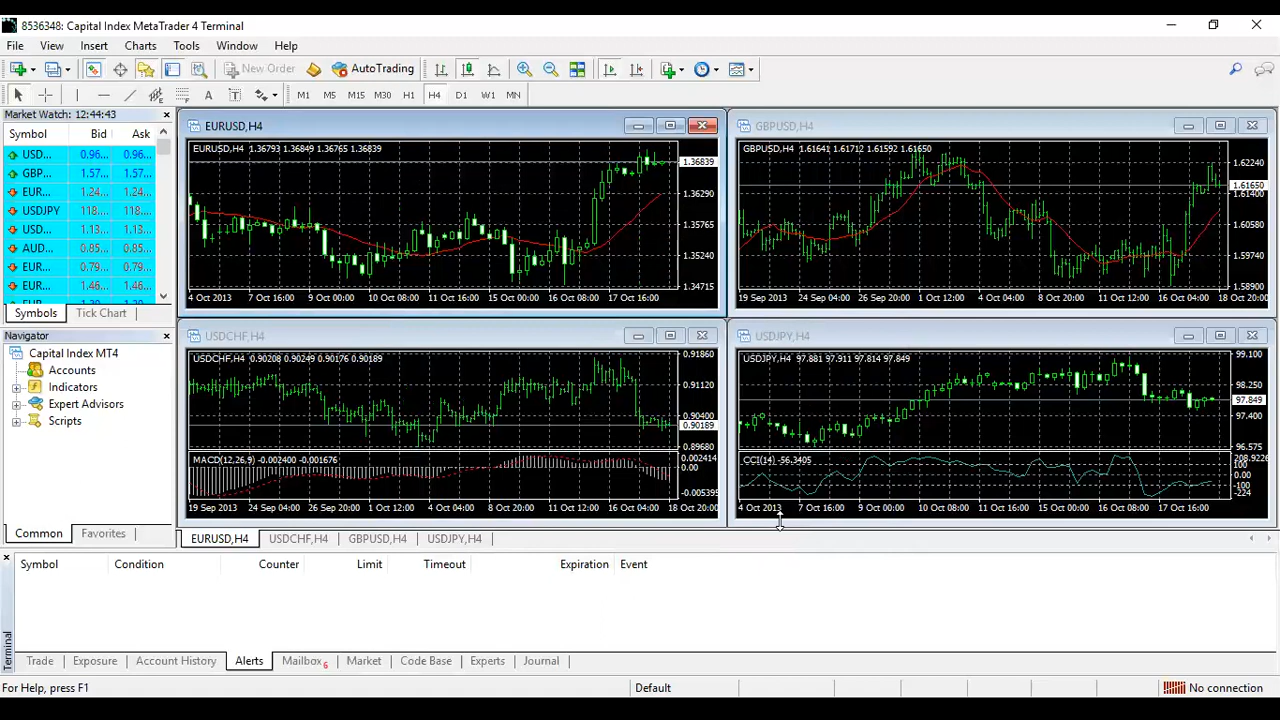 8536348: Capital Index MetaTrader 4 Terminal
File View Insert Charts Tools Window Help
New Order AutoTrading
A T M1 M5 M15 M30 H1 H4 D1 W1 MN
Market Watch: 12:44:43
Symbol Bid Ask
USD... 0.96... 0.96...
GBP... 1.57... 1.57...
EUR... 1.24... 1.24...
USDJPY 118.... 118....
USD... 1.13... 1.13...
AUD... 0.85... 0.85...
EUR... 0.79... 0.79...
EUR... 1.46... 1.46...
Symbols Tick Chart
Navigator
Capital Index MT4
Accounts
Indicators
Expert Advisors
Scripts
Common Favorites
EURUSD,H4
EURUSD,H4 1.36793 1.36849 1.36765 1.36839
1.36839
1.36290
1.35765
1.35240
1.34715
4 Oct 2013 7 Oct 16:00 9 Oct 00:00 10 Oct 08:00 11 Oct 16:00 15 Oct 00:00 16 Oct 08:00 17 Oct 16:00
GBPUSD,H4
GBPUSD,H4 1.61641 1.61712 1.61592 1.61650
1.62240
1.61650
1.61400
1.60580
1.59740
1.58900
19 Sep 2013 24 Sep 04:00 26 Sep 20:00 1 Oct 12:00 4 Oct 04:00 8 Oct 20:00 11 Oct 12:00 16 Oct 04:00 18 Oct 20:00
USDCHF,H4
USDCHF,H4 0.90208 0.90249 0.90176 0.90189
0.91860
0.91120
0.90400
0.90189
0.89680
MACD(12,26,9) -0.002400 -0.001676
0.002414
0.00
-0.005395
19 Sep 2013 24 Sep 04:00 26 Sep 20:00 1 Oct 12:00 4 Oct 04:00 8 Oct 20:00 11 Oct 12:00 16 Oct 04:00 18 Oct 20:00
USDJPY,H4
USDJPY,H4 97.881 97.911 97.814 97.849
99.100
98.250
97.849
97.400
96.575
CCI(14) -56.3405
100
0.00
-100
-224
4 Oct 2013 7 Oct 16:00 9 Oct 00:00 10 Oct 08:00 11 Oct 16:00 15 Oct 00:00 16 Oct 08:00 17 Oct 16:00
EURUSD,H4 USDCHF,H4 GBPUSD,H4 USDJPY,H4
Symbol Condition Counter Limit Timeout Expiration Event
Terminal
Trade Exposure Account History Alerts Mailbox 6 Market Code Base Experts Journal
For Help, press F1 Default No connection